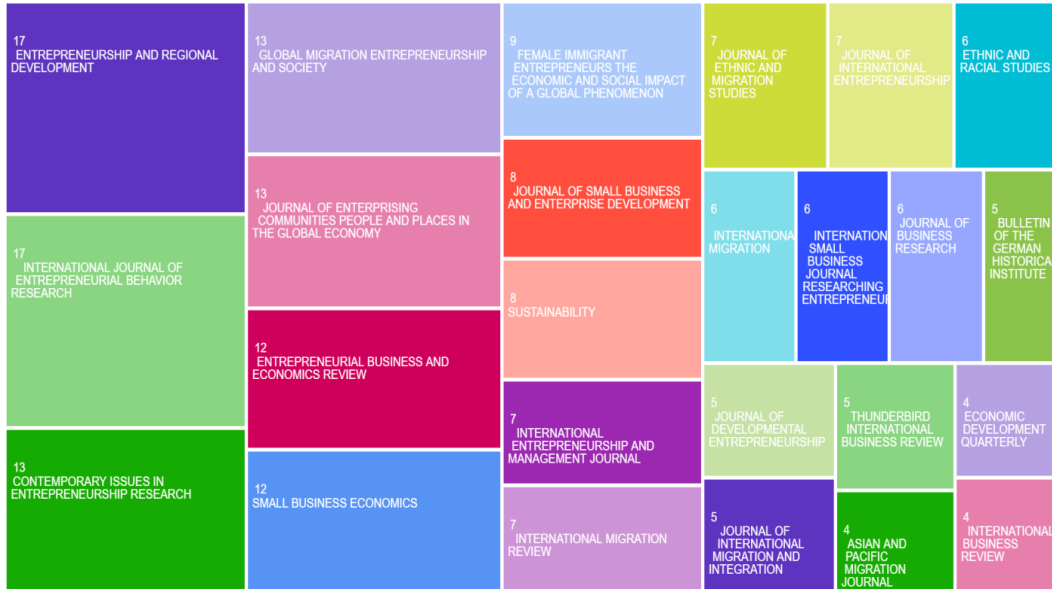 17
ENTREPRENEURSHIP AND REGIONAL
DEVELOPMENT
17
INTERNATIONAL JOURNAL OF
ENTREPRENEURIAL BEHAVIOR
RESEARCH
13
CONTEMPORARY ISSUES IN
ENTREPRENEURSHIP RESEARCH
13
GLOBAL MIGRATION ENTREPRENEURSHIP
AND SOCIETY
13
JOURNAL OF ENTERPRISING
COMMUNITIES PEOPLE AND PLACES IN
THE GLOBAL ECONOMY
12
ENTREPRENEURIAL BUSINESS AND
ECONOMICS REVIEW
12
SMALL BUSINESS ECONOMICS
9
FEMALE IMMIGRANT
ENTREPRENEURS THE
ECONOMIC AND SOCIAL IMPACT
OF A GLOBAL PHENOMENON
8
JOURNAL OF SMALL BUSINESS
AND ENTERPRISE DEVELOPMENT
8
SUSTAINABILITY
7
INTERNATIONAL
ENTREPRENEURSHIP AND
MANAGEMENT JOURNAL
7
INTERNATIONAL MIGRATION
REVIEW
7
JOURNAL OF
ETHNIC AND
MIGRATION
STUDIES
7
JOURNAL OF
INTERNATIONAL
ENTREPRENEURSHIP
6
ETHNIC AND
RACIAL STUDIES
6
INTERNATIONA
MIGRATION
6
INTERNATION
SMALL
BUSINESS
JOURNAL
RESEARCHING
ENTREPRENEUR
6
JOURNAL OF
BUSINESS
RESEARCH
5
BULLETIN
OF THE
GERMAN
HISTORICA
INSTITUTE
5
JOURNAL OF
DEVELOPMENTAL
ENTREPRENEURSHIP
5
THUNDERBIRD
INTERNATIONAL
BUSINESS REVIEW
4
ECONOMIC
DEVELOPMENT
QUARTERLY
5
JOURNAL OF
INTERNATIONAL
MIGRATION AND
INTEGRATION
4
ASIAN AND
PACIFIC
MIGRATION
JOURNAL
4
INTERNATIONAL
BUSINESS
REVIEW